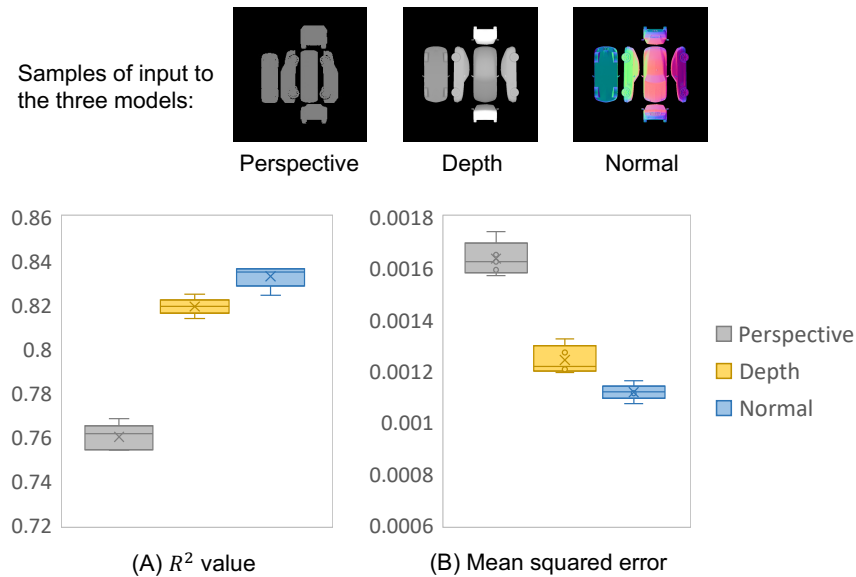 Samples of input to
the three models:
Perspective
Depth
Normal
0.86
0.84
0.82
0.8
0.78
0.76
0.74
0.72
(A) R² value
0.0018
0.0016
0.0014
0.0012
0.001
0.0008
0.0006
(B) Mean squared error
Perspective
Depth
Normal